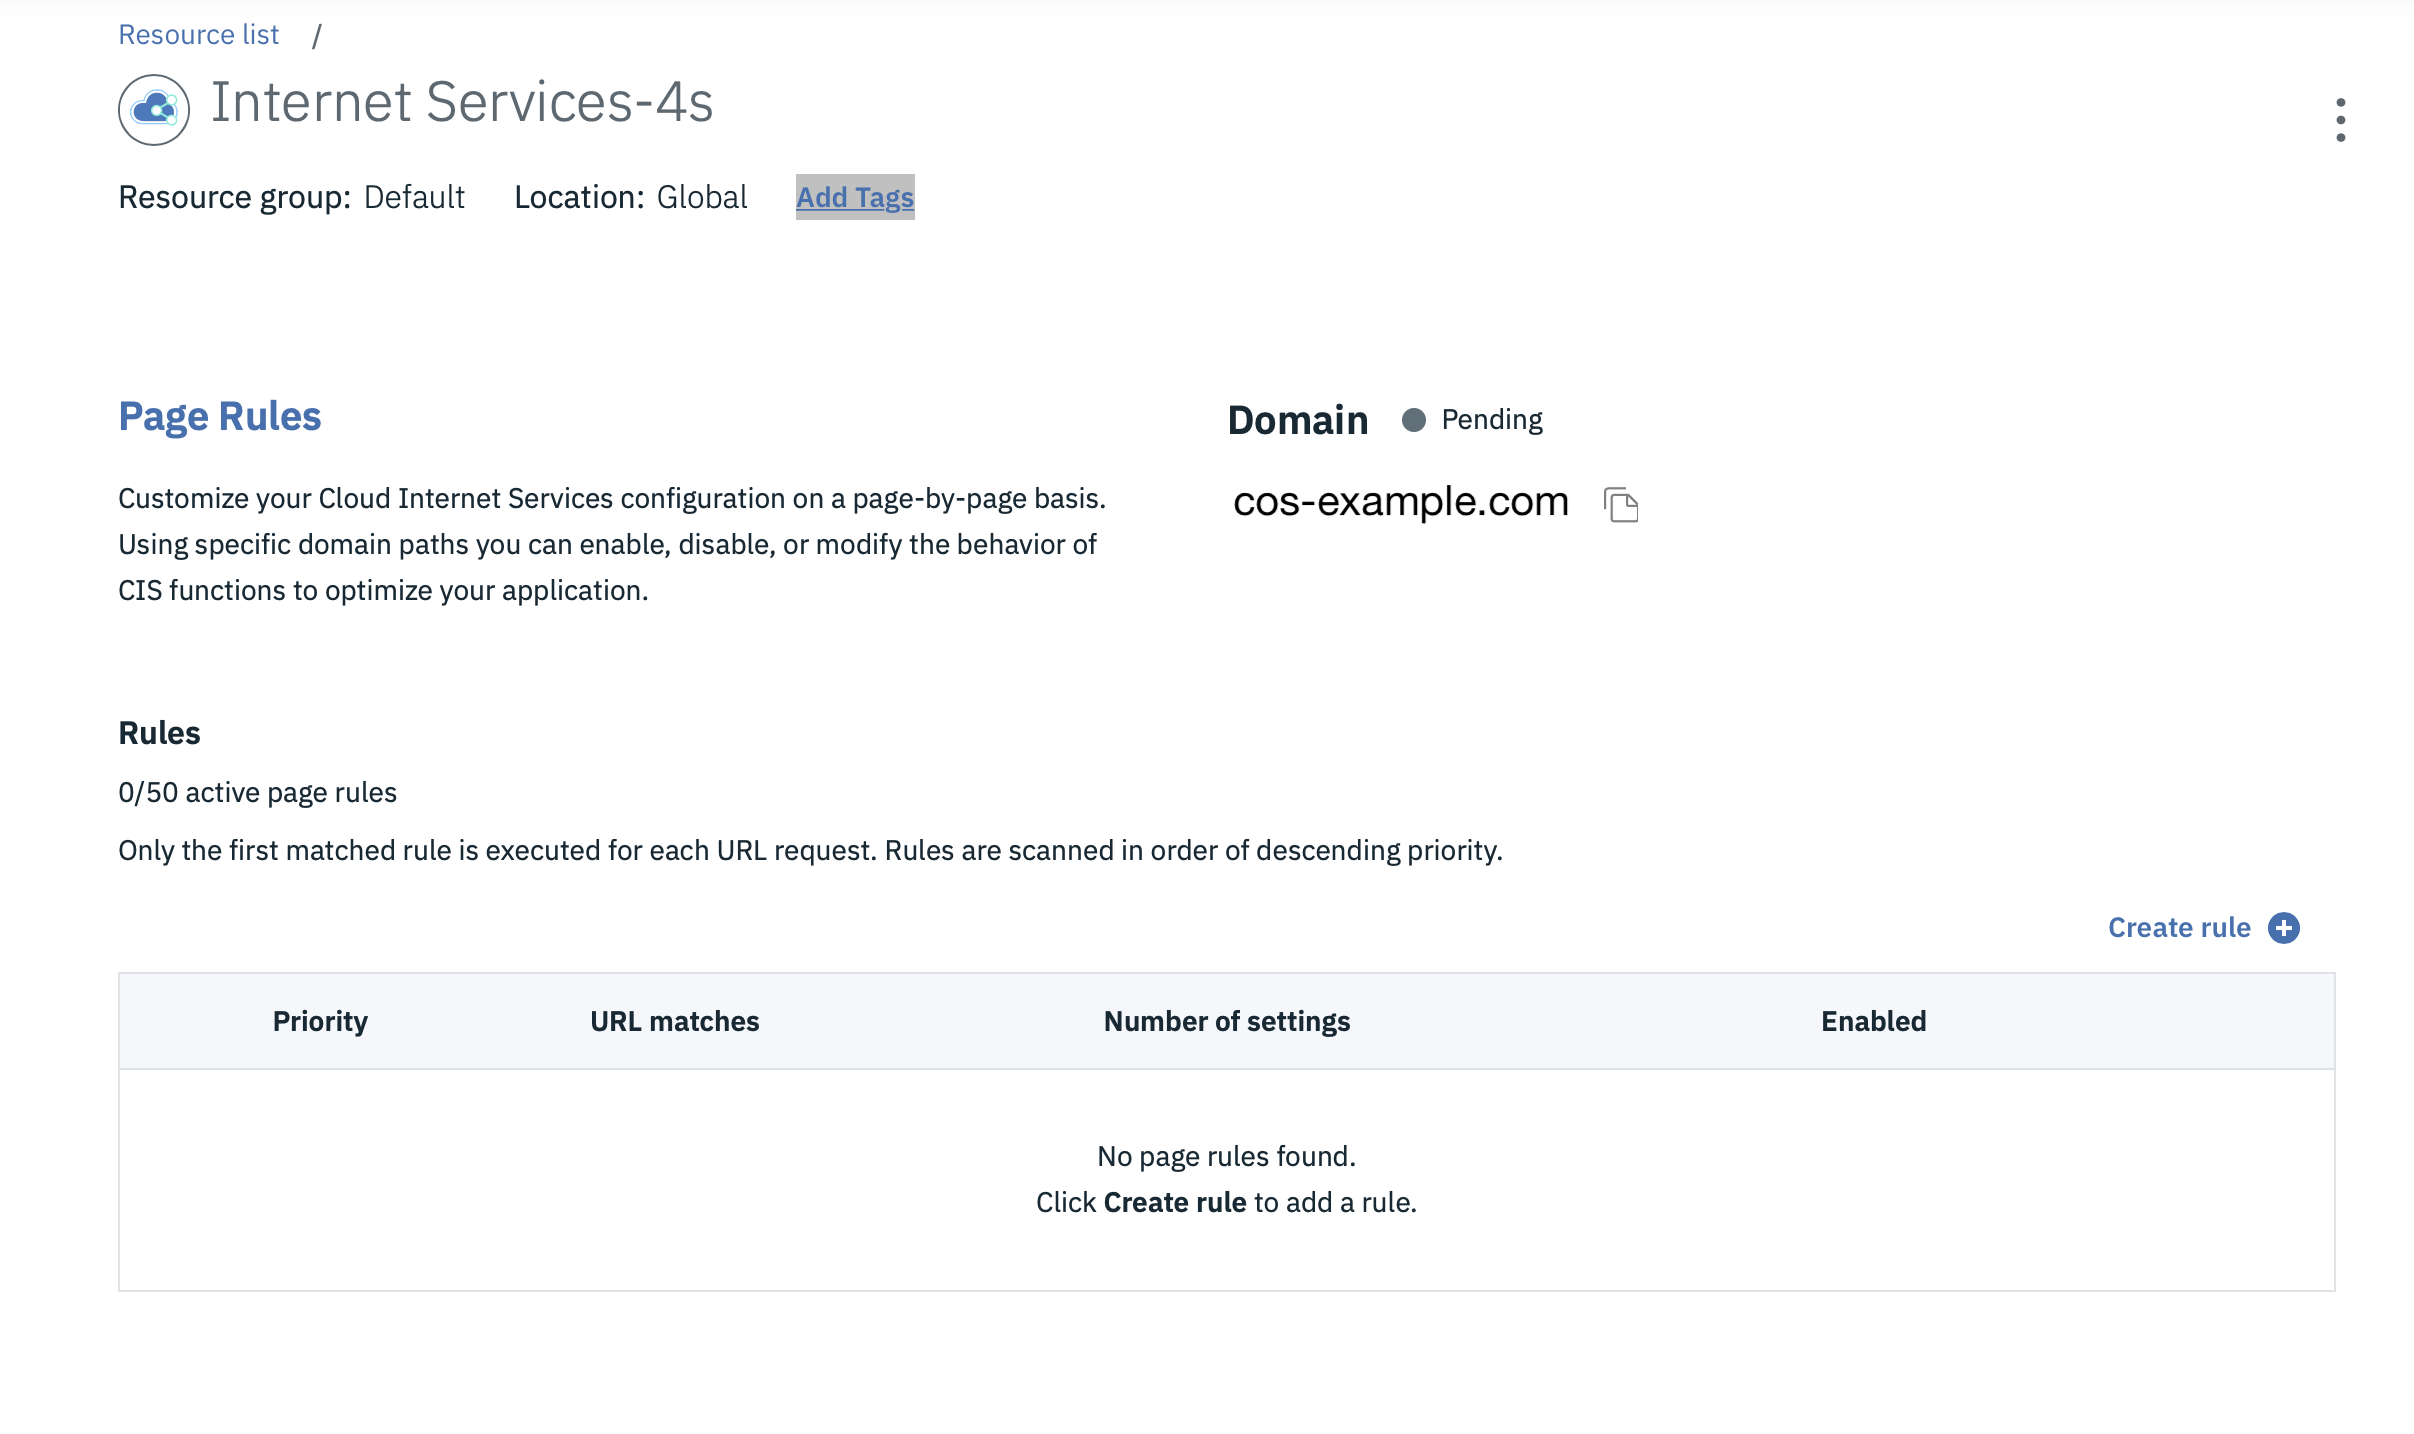 Resource list /
Internet Services-4s
Resource group: Default Location: Global Add Tags
Page Rules
Customize your Cloud Internet Services configuration on a page-by-page basis.
Using specific domain paths you can enable, disable, or modify the behavior of
CIS functions to optimize your application.
Domain Pending
cos-example.com
Rules
0/50 active page rules
Only the first matched rule is executed for each URL request. Rules are scanned in order of descending priority.
Create rule
Priority URL matches Number of settings Enabled
No page rules found.
Click Create rule to add a rule.